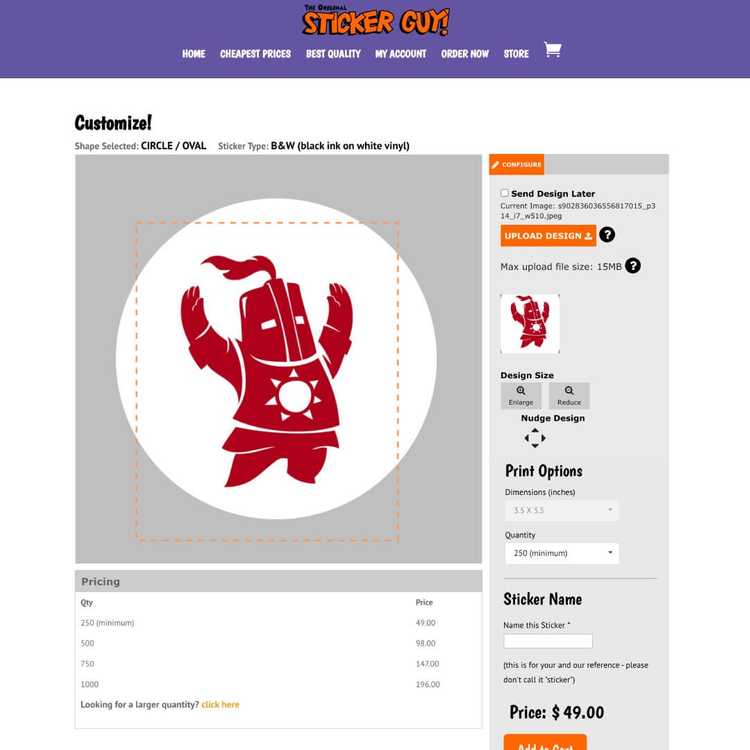 The Original
STICKER GUY!
HOME CHEAPEST PRICES BEST QUALITY MY ACCOUNT ORDER NOW STORE
Customize!
Shape Selected: CIRCLE / OVAL Sticker Type: B&W (black ink on white vinyl)
CONFIGURE
Send Design Later
Current Image: s902836036556817015_p3
14_i7_w510.jpeg
UPLOAD DESIGN ?
Max upload file size: 15MB ?
Design Size
Enlarge Reduce
Nudge Design
Print Options
Dimensions (inches)
3.5 X 3.5
Quantity
250 (minimum)
Sticker Name
Name this Sticker *
(this is for your and our reference - please
don't call it "sticker")
Price: $ 49.00
Add to Cart
Pricing
Qty Price
250 (minimum) 49.00
500 98.00
750 147.00
1000 196.00
Looking for a larger quantity? click here